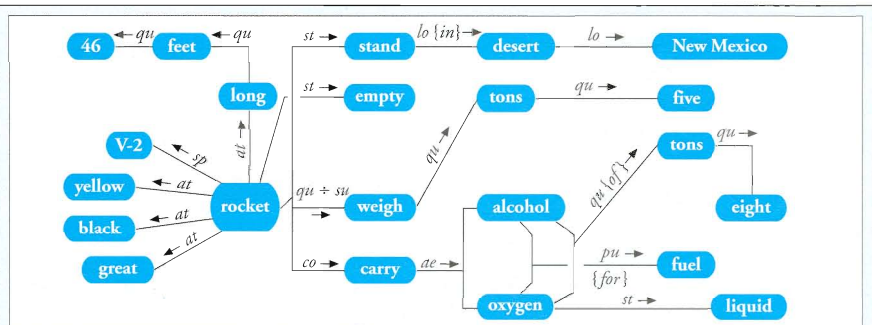 46 ← qu feet ← qu st → stand lo {in} → desert lo → New Mexico
long st → empty tons qu → five
at →
V-2 ← sp qu → tons qu →
yellow ← at qu {of} →
rocket qu ÷ su → weigh alcohol eight
black ← at
great ← at co → carry ae → pu → fuel
{for}
oxygen st → liquid